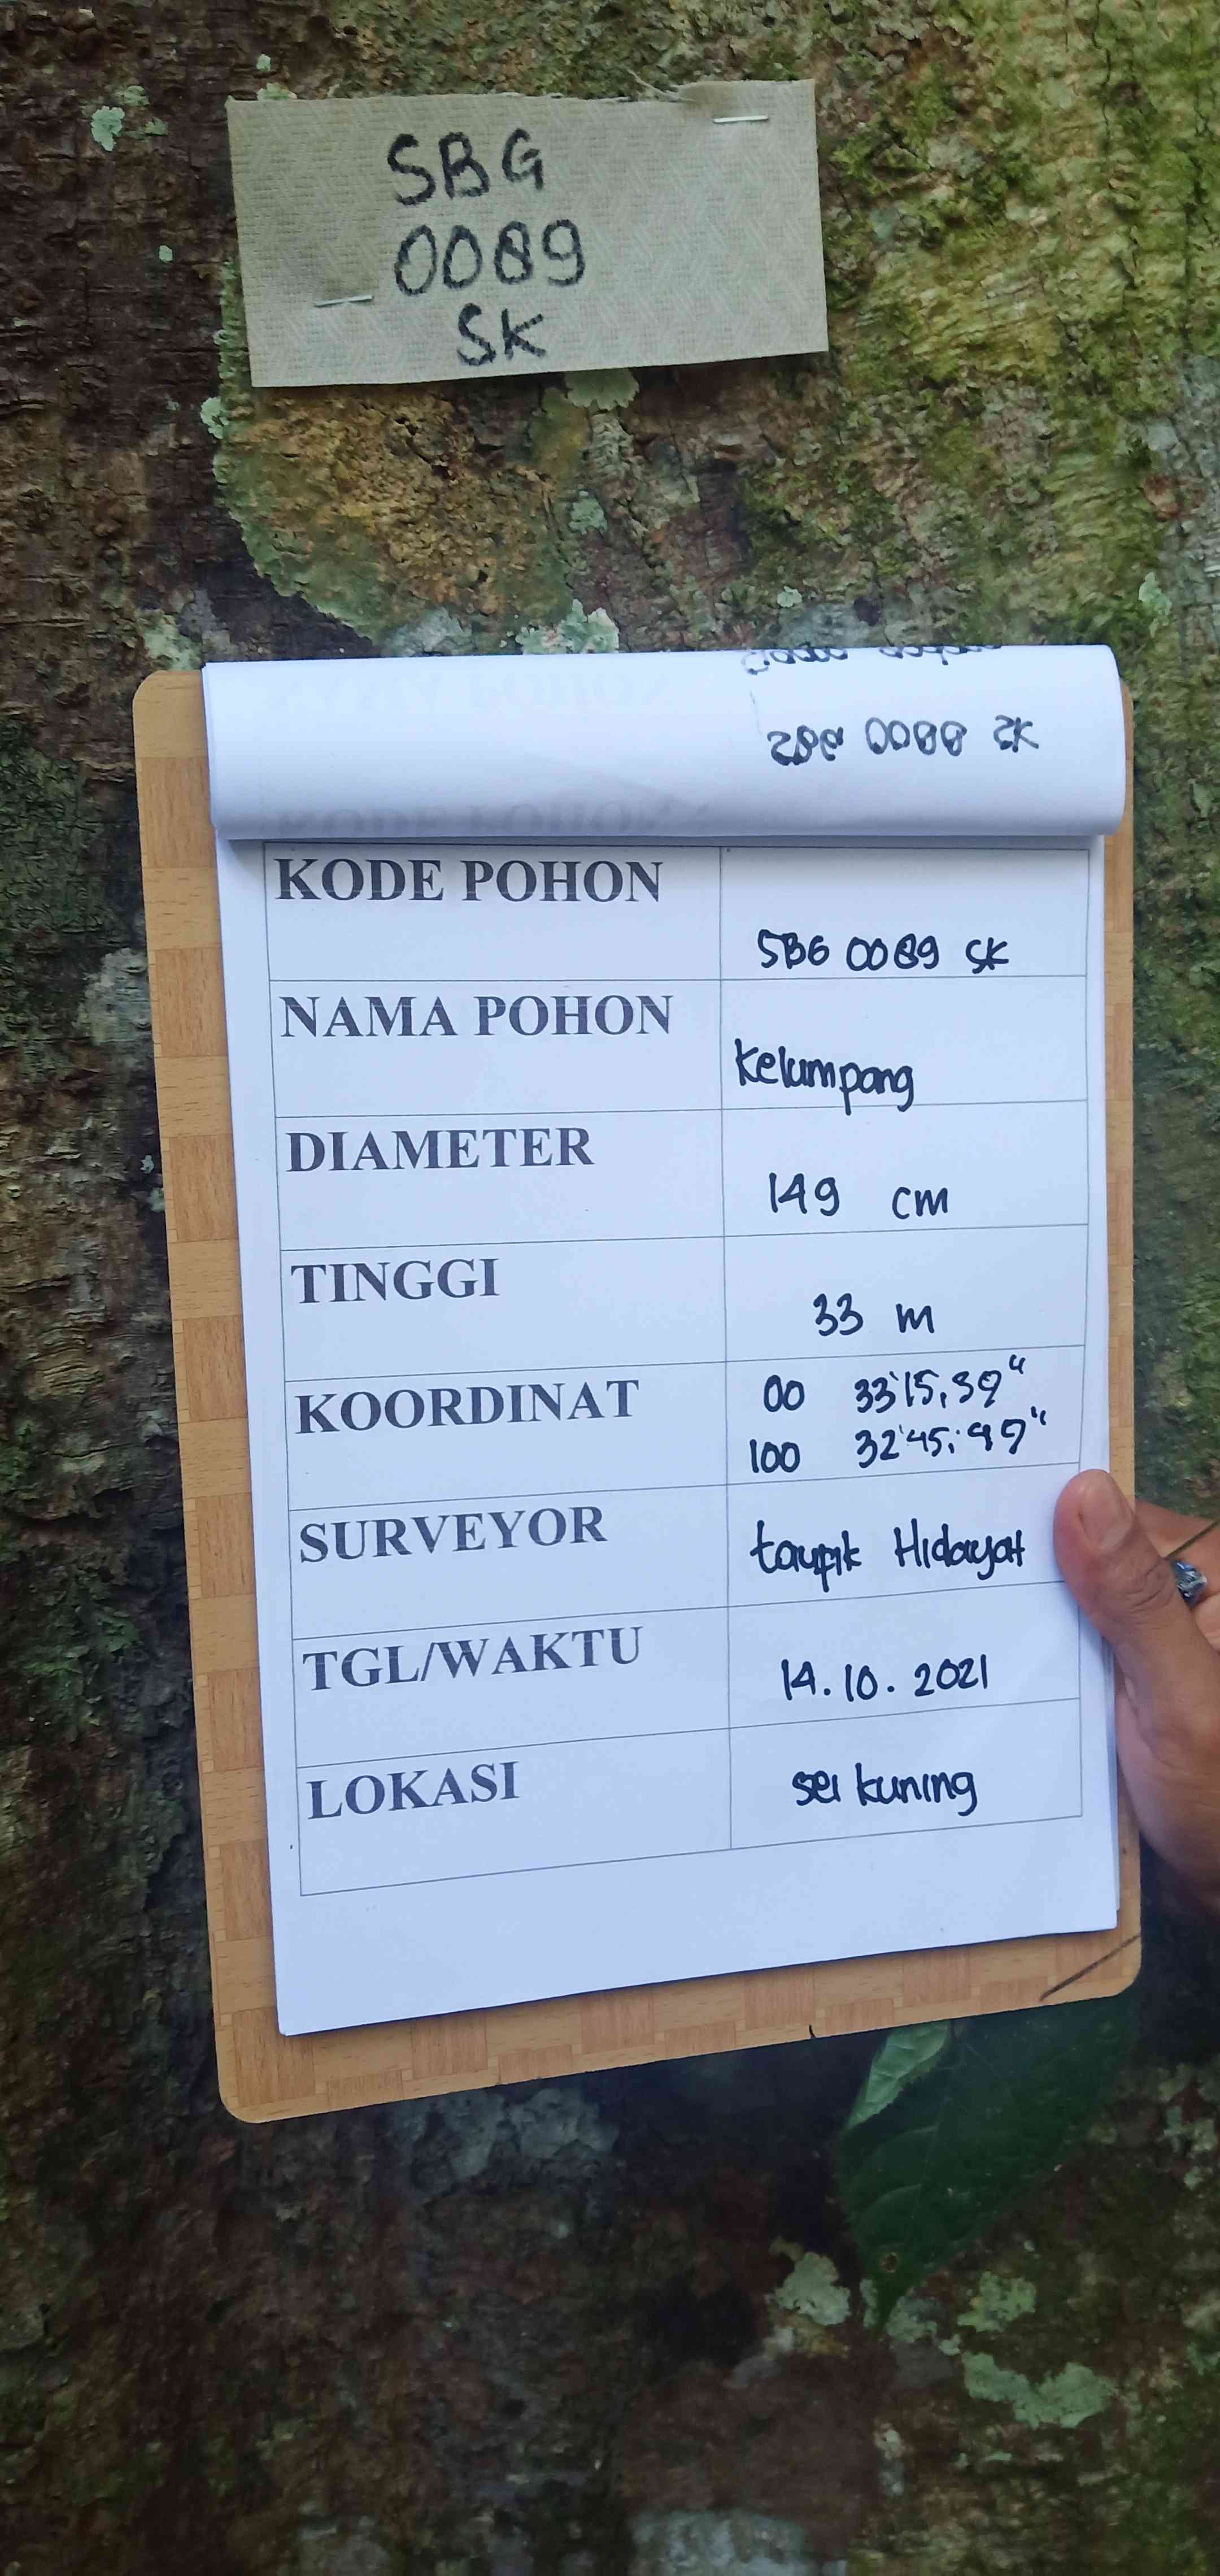 SBG
0089
SK
SBG 0088 SK
KODE POHON
SBG 0089 SK
NAMA POHON
Kelumpang
DIAMETER
149 cm
TINGGI
33 m
KOORDINAT
00 33'15,39"
100 32'45,99"
SURVEYOR
taupik Hidayat
TGL/WAKTU
14.10.2021
LOKASI
sei kuning